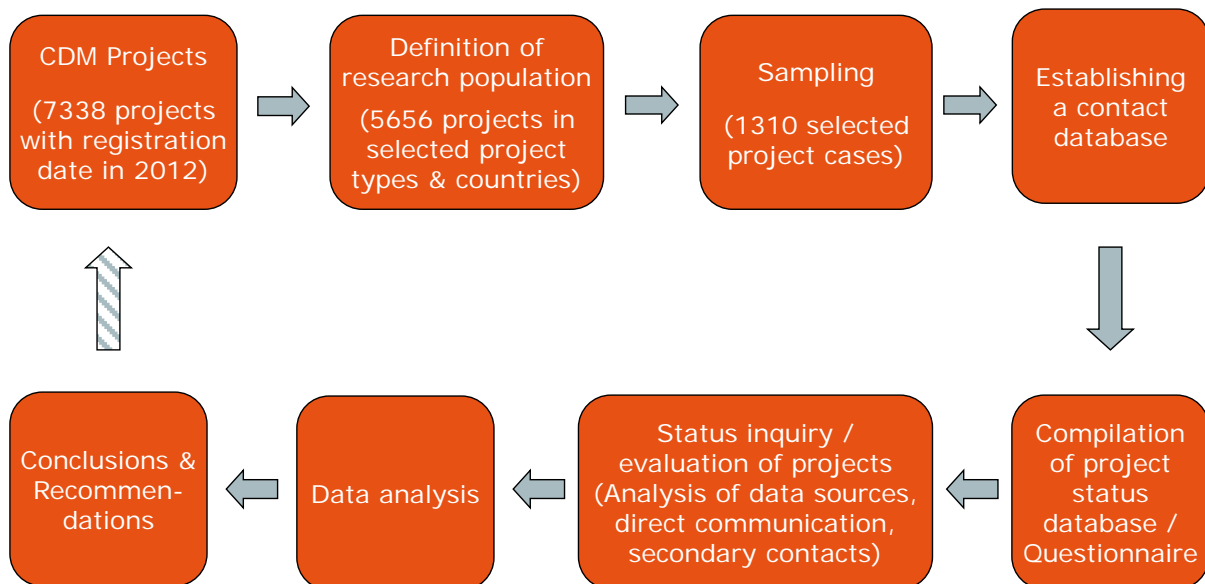 CDM Projects
(7338 projects
with registration
date in 2012)
Definition of
research population
(5656 projects in
selected project
types & countries)
Sampling
(1310 selected
project cases)
Establishing
a contact
database
Compilation
of project
status
database /
Questionnaire
Status inquiry /
evaluation of projects
(Analysis of data sources,
direct communication,
secondary contacts)
Data analysis
Conclusions &
Recommen-
dations